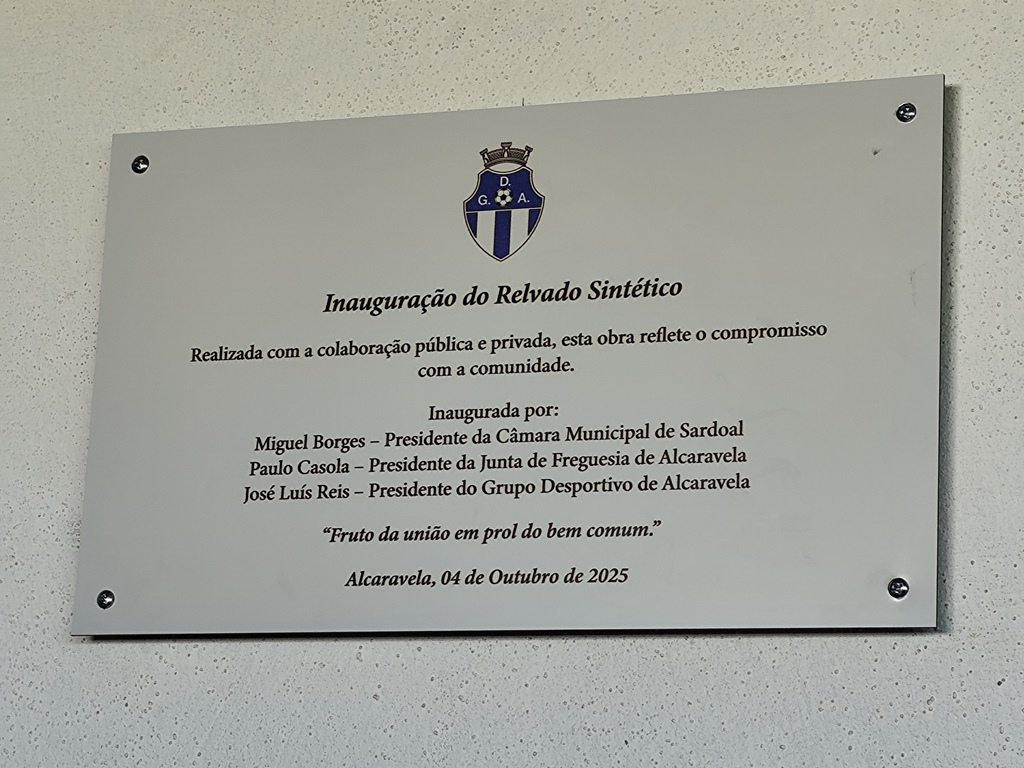 D.
G. A.
Inauguração do Relvado Sintético
Realizada com a colaboração pública e privada, esta obra reflete o compromisso
com a comunidade.
Inaugurada por:
Miguel Borges – Presidente da Câmara Municipal de Sardoal
Paulo Casola – Presidente da Junta de Freguesia de Alcaravela
José Luís Reis – Presidente do Grupo Desportivo de Alcaravela
“Fruto da união em prol do bem comum.”
Alcaravela, 04 de Outubro de 2025